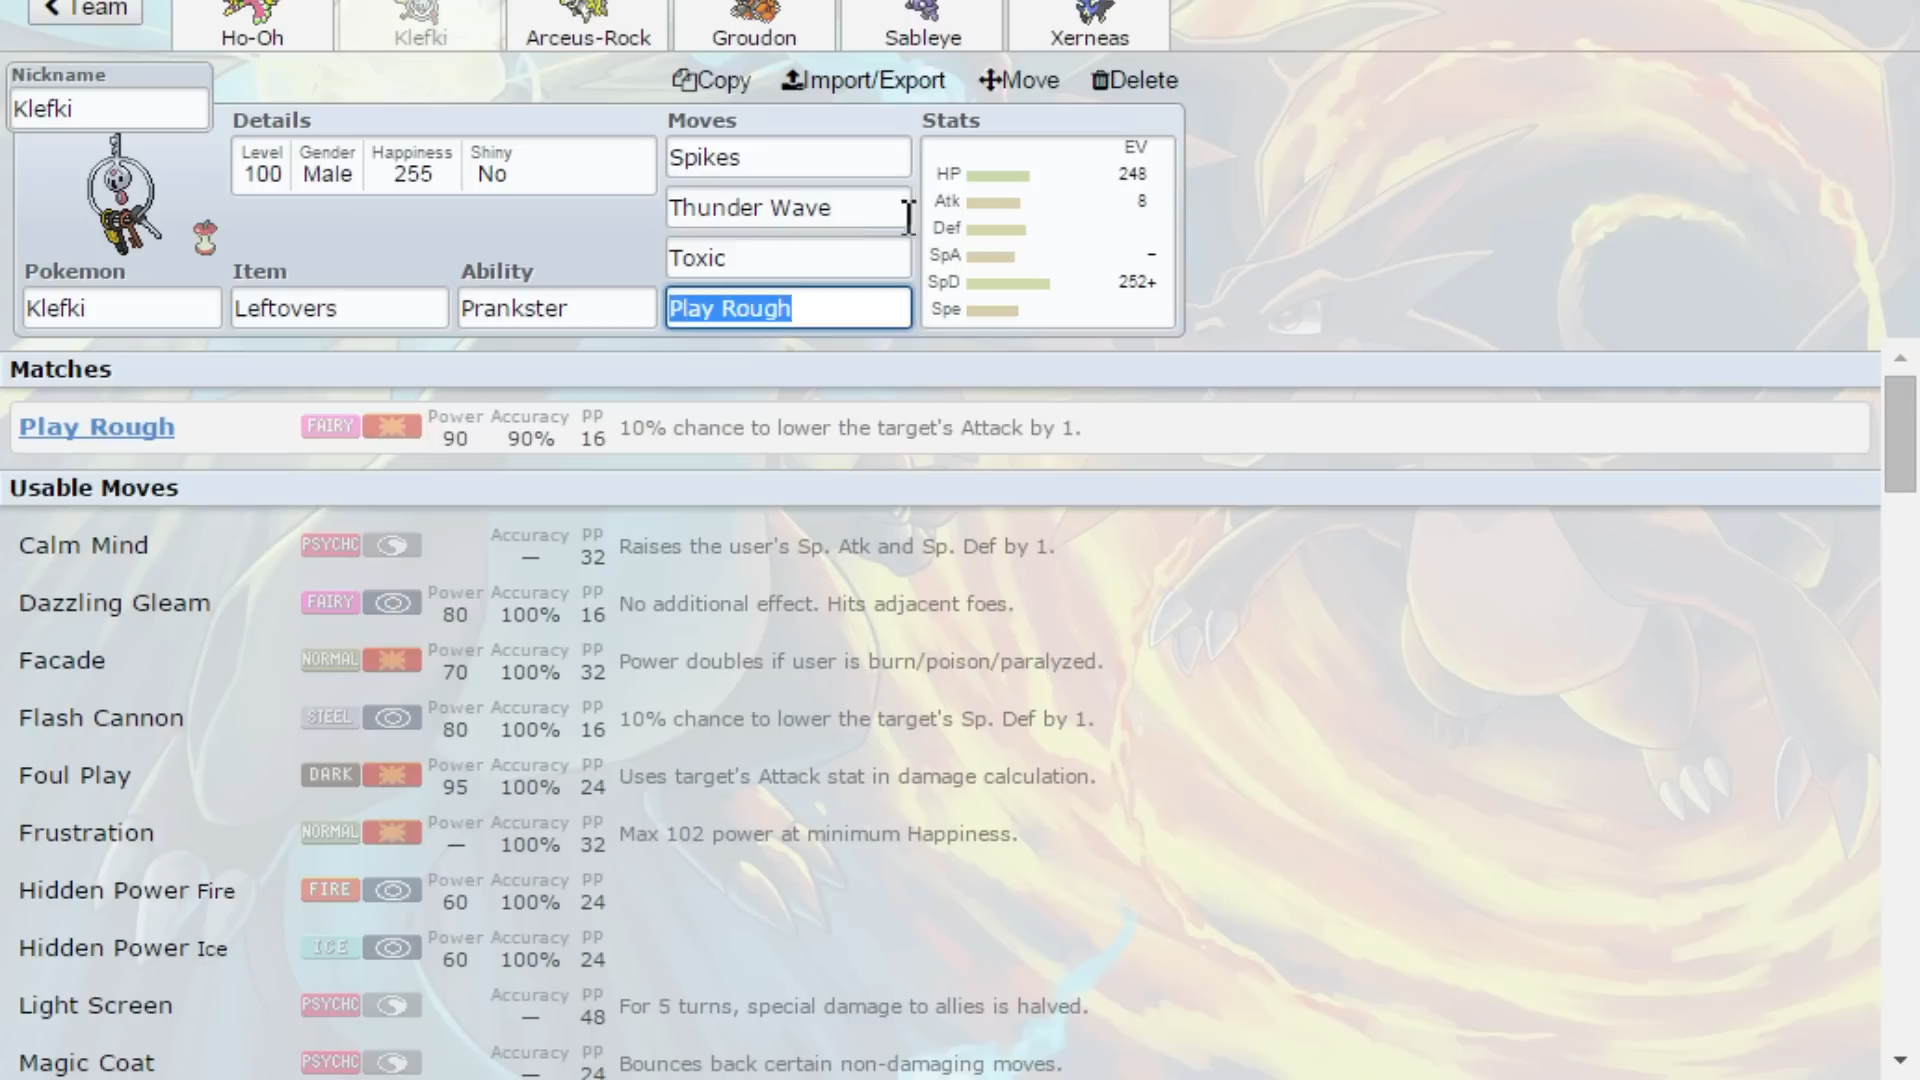 Team
Ho-Oh
Klefki
Arceus-Rock
Groudon
Sableye
Xerneas
Nickname
Klefki
Copy Import/Export Move Delete
Details
Level Gender Happiness Shiny
100 Male 255 No
Pokemon Item Ability
Klefki Leftovers Prankster
Moves
Spikes
Thunder Wave
Toxic
Play Rough
Stats
EV
HP 248
Atk 8
Def
SpA –
SpD 252+
Spe
Matches
Play Rough FAIRY Power 90 Accuracy 90% PP 16 10% chance to lower the target's Attack by 1.
Usable Moves
Calm Mind PSYCHC Accuracy — PP 32 Raises the user's Sp. Atk and Sp. Def by 1.
Dazzling Gleam FAIRY Power 80 Accuracy 100% PP 16 No additional effect. Hits adjacent foes.
Facade NORMAL Power 70 Accuracy 100% PP 32 Power doubles if user is burn/poison/paralyzed.
Flash Cannon STEEL Power 80 Accuracy 100% PP 16 10% chance to lower the target's Sp. Def by 1.
Foul Play DARK Power 95 Accuracy 100% PP 24 Uses target's Attack stat in damage calculation.
Frustration NORMAL Power — Accuracy 100% PP 32 Max 102 power at minimum Happiness.
Hidden Power Fire FIRE Power 60 Accuracy 100% PP 24
Hidden Power Ice ICE Power 60 Accuracy 100% PP 24
Light Screen PSYCHC Accuracy — PP 48 For 5 turns, special damage to allies is halved.
Magic Coat PSYCHC Accuracy — PP 24 Bounces back certain non-damaging moves.